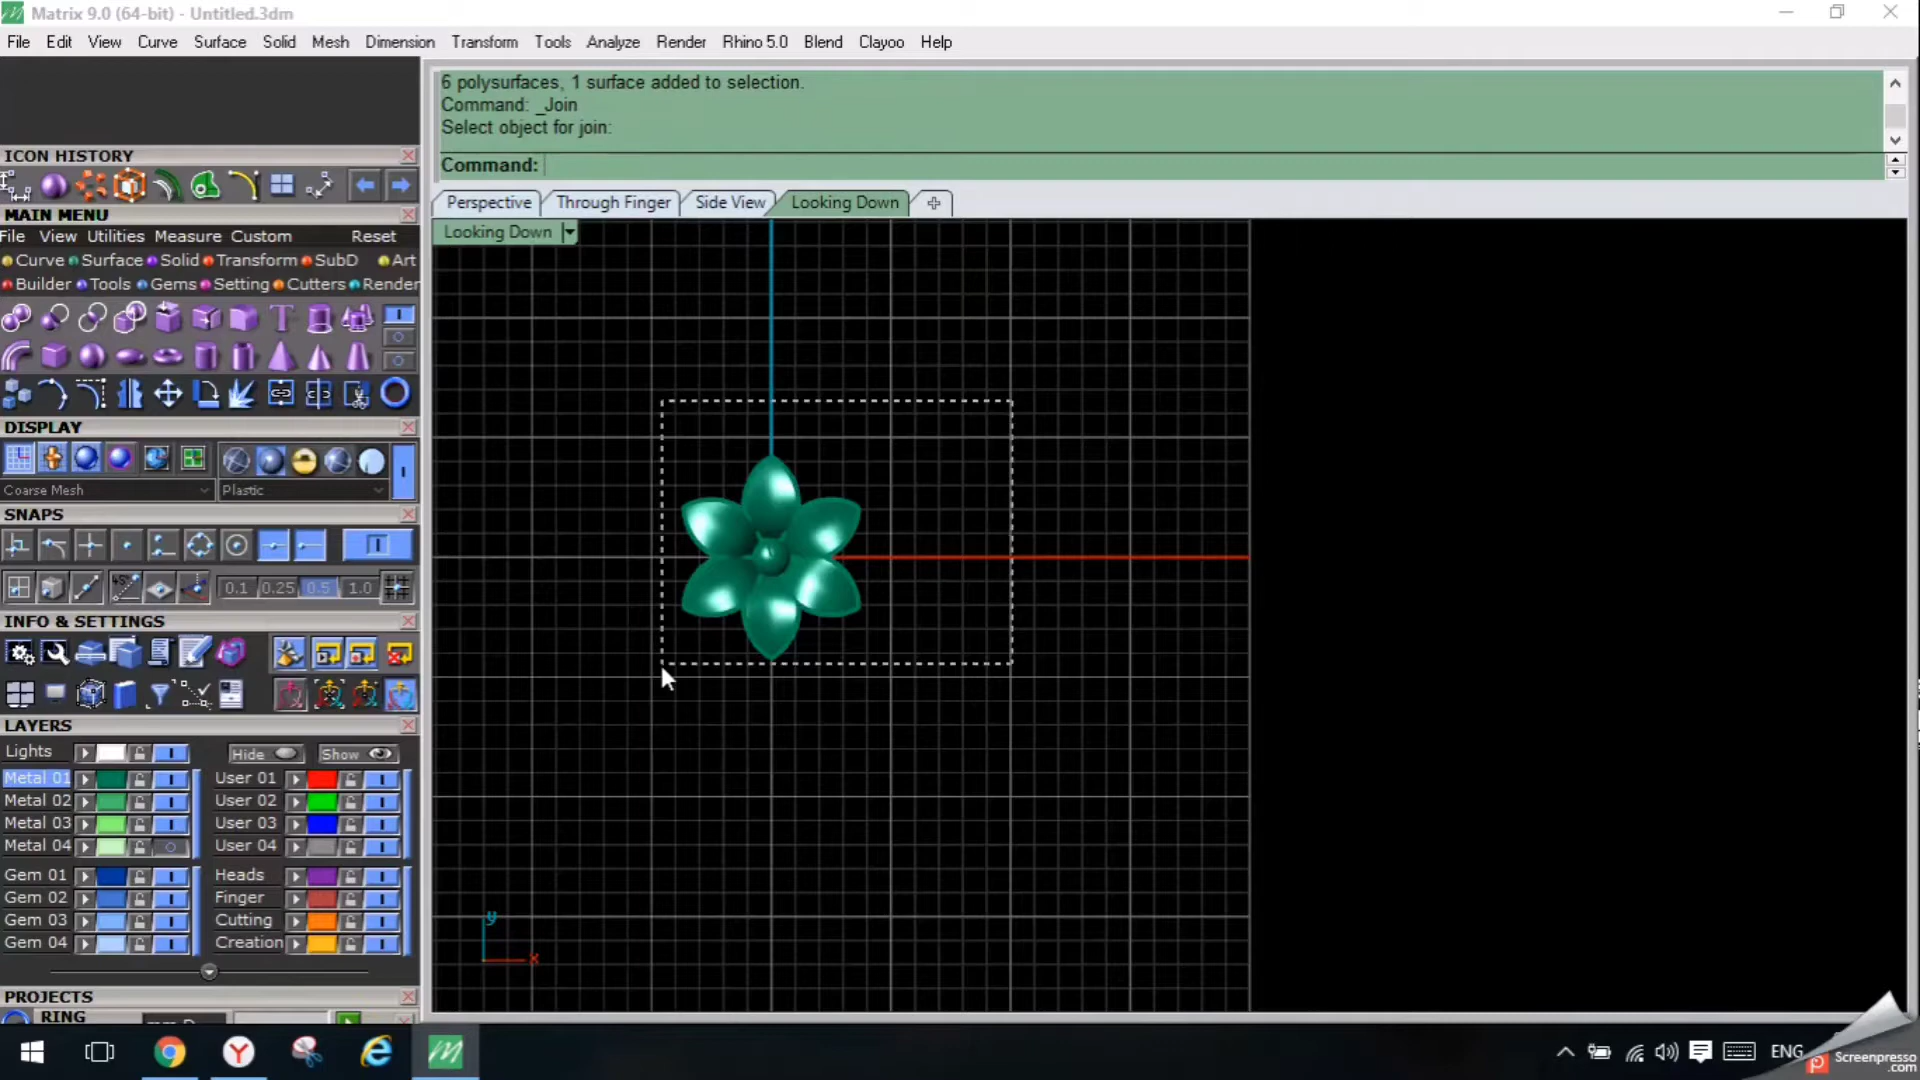 Matrix 9.0 (64-bit) - Untitled.3dm
File Edit View Curve Surface Solid Mesh Dimension Transform Tools Analyze Render Rhino 5.0 Blend Clayoo Help
6 polysurfaces, 1 surface added to selection.
Command: _Join
Select object for join:
Command:
ICON HISTORY
MAIN MENU
File View Utilities Measure Custom Reset
Curve Surface Solid Transform SubD Art
Builder Tools Gems Setting Cutters Render
Perspective Through Finger Side View Looking Down
Looking Down
DISPLAY
Coarse Mesh Plastic
SNAPS
45°
0.1 0.25 0.5 1.0
INFO & SETTINGS
LAYERS
Lights Hide Show
Metal 01 User 01
Metal 02 User 02
Metal 03 User 03
Metal 04 User 04
Gem 01 Heads
Gem 02 Finger
Gem 03 Cutting
Gem 04 Creation
y
x
PROJECTS
RING
ENG
Screenpresso
.com